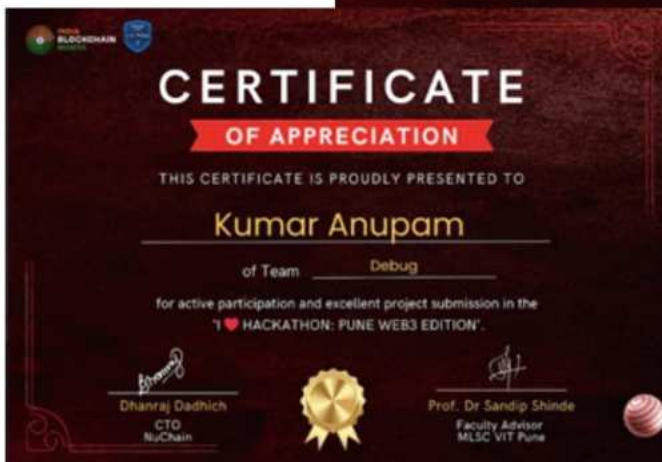 INDIA
BLOCKCHAIN
MONTH
CERTIFICATE
OF APPRECIATION
THIS CERTIFICATE IS PROUDLY PRESENTED TO
Kumar Anupam
of Team Debug
for active participation and excellent project submission in the
"I ❤ HACKATHON: PUNE WEB3 EDITION".
Dhanraj Dadhich
CTO
NuChain
Prof. Dr Sandip Shinde
Faculty Advisor
MLSC VIT Pune